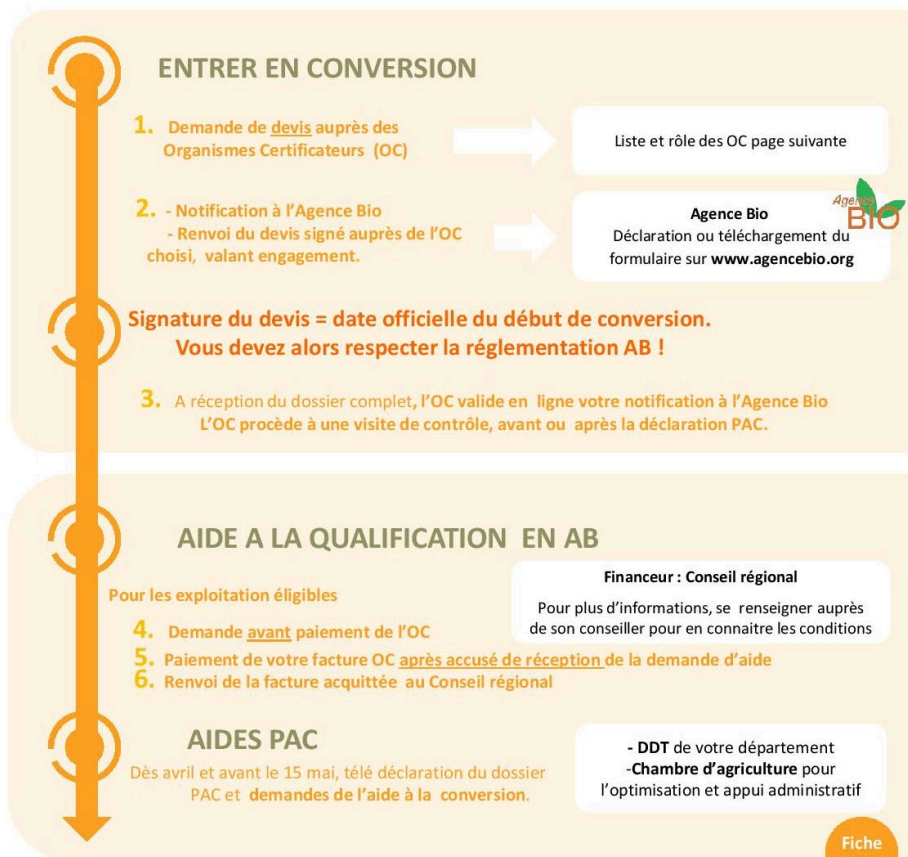 ENTRER EN CONVERSION
1. Demande de devis auprès des
Organismes Certificateurs (OC)
Liste et rôle des OC page suivante
2. - Notification à l'Agence Bio
- Renvoi du devis signé auprès de l'OC
choisi, valant engagement.
Agence
BIO
Agence Bio
Déclaration ou téléchargement du
formulaire sur www.agencebio.org
Signature du devis = date officielle du début de conversion.
Vous devez alors respecter la réglementation AB !
3. A réception du dossier complet, l'OC valide en ligne votre notification à l'Agence Bio
L'OC procède à une visite de contrôle, avant ou après la déclaration PAC.
AIDE A LA QUALIFICATION EN AB
Pour les exploitation éligibles
Financeur : Conseil régional
Pour plus d'informations, se renseigner auprès
de son conseiller pour en connaitre les conditions
4. Demande avant paiement de l'OC
5. Paiement de votre facture OC après accusé de réception de la demande d'aide
6. Renvoi de la facture acquittée au Conseil régional
AIDES PAC
Dès avril et avant le 15 mai, télé déclaration du dossier
PAC et demandes de l'aide à la conversion.
- DDT de votre département
-Chambre d'agriculture pour
l'optimisation et appui administratif
Fiche